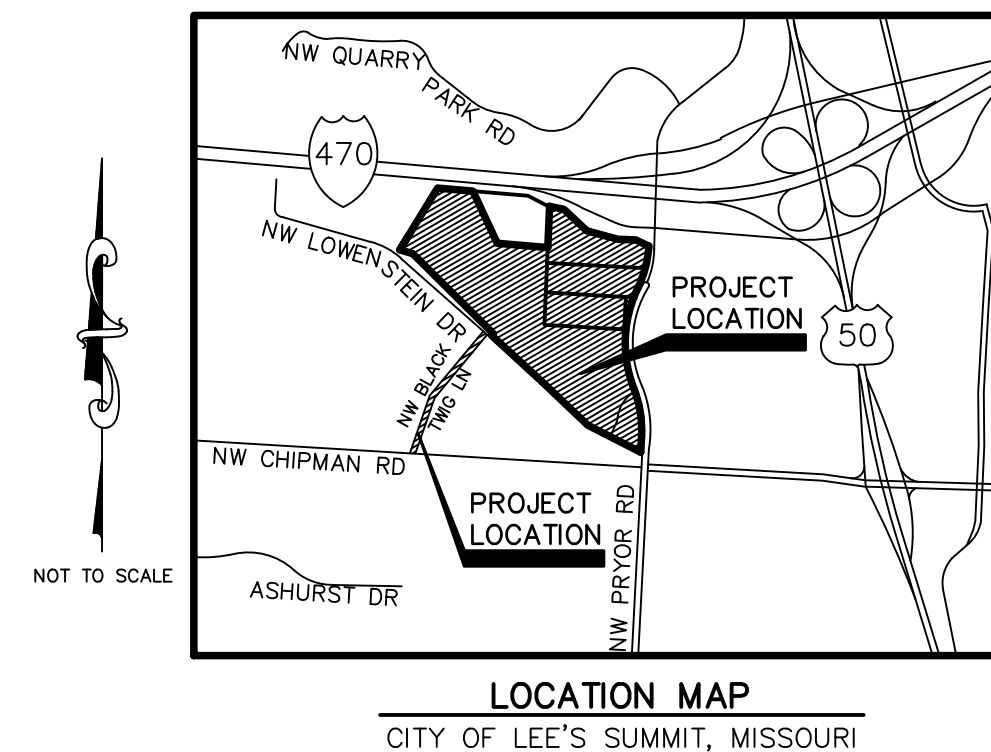 NW QUARRY
PARK RD
470
NW LOWENSTEIN DR
PROJECT
LOCATION
50
NW BLACK
TWIG LN
NW CHIPMAN RD
PROJECT
LOCATION
NW PRYOR RD
NOT TO SCALE
ASHURST DR
LOCATION MAP
CITY OF LEE'S SUMMIT, MISSOURI